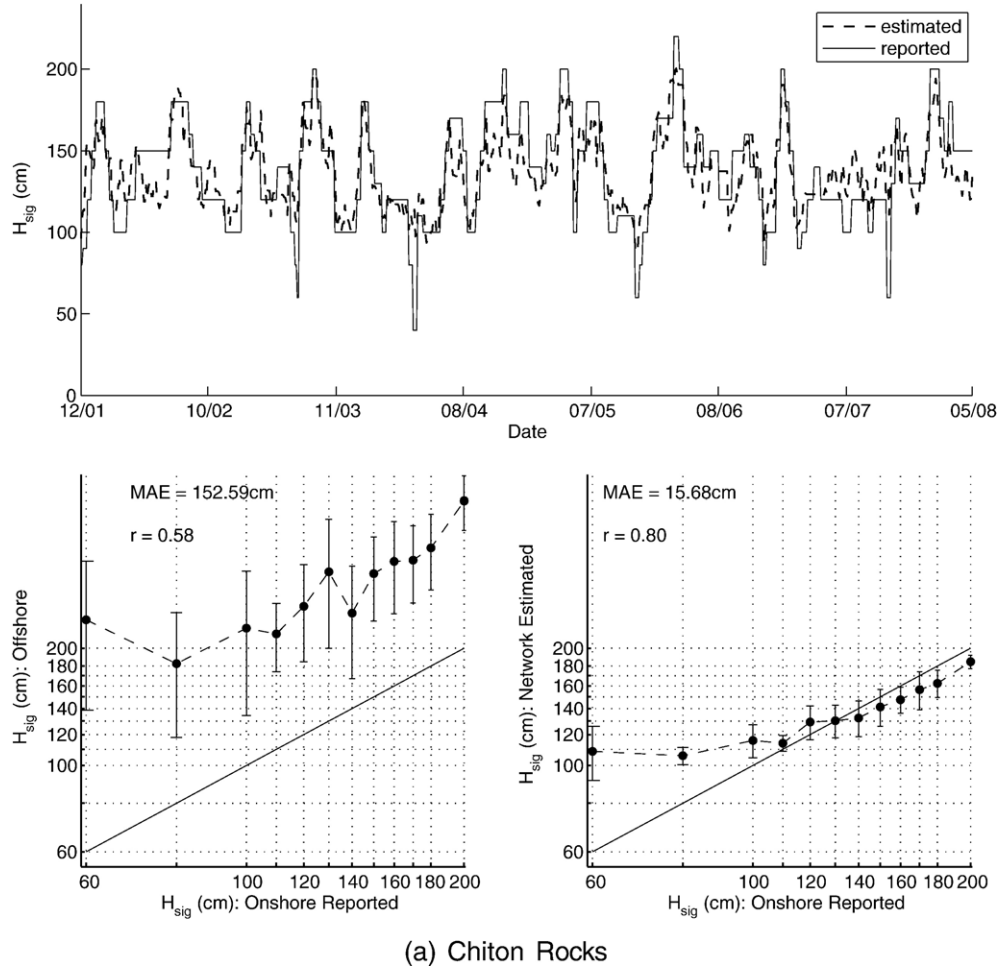 estimated
reported
200
150
100
50
0
H_sig (cm)
12/01 10/02 11/03 08/04 07/05 08/06 07/07 05/08
Date
MAE = 152.59cm
r = 0.58
H_sig (cm): Offshore
200
180
160
140
120
100
60
60 100 120 140 160 180 200
H_sig (cm): Onshore Reported
MAE = 15.68cm
r = 0.80
H_sig (cm): Network Estimated
200
180
160
140
120
100
60
60 100 120 140 160 180 200
H_sig (cm): Onshore Reported
(a) Chiton Rocks